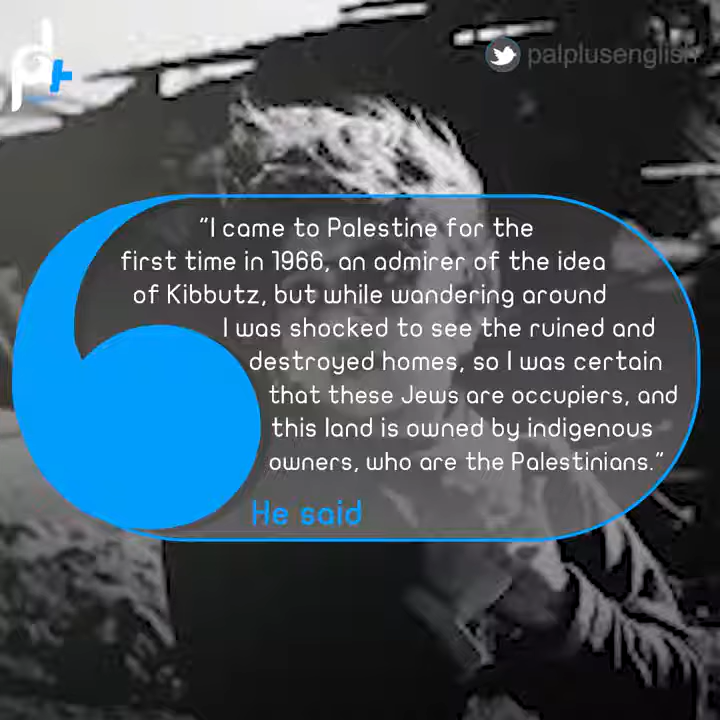 palplusenglish
“I came to Palestine for the
first time in 1966, an admirer of the idea
of Kibbutz, but while wandering around
I was shocked to see the ruined and
destroyed homes, so I was certain
that these Jews are occupiers, and
this land is owned by indigenous
owners, who are the Palestinians.”
He said